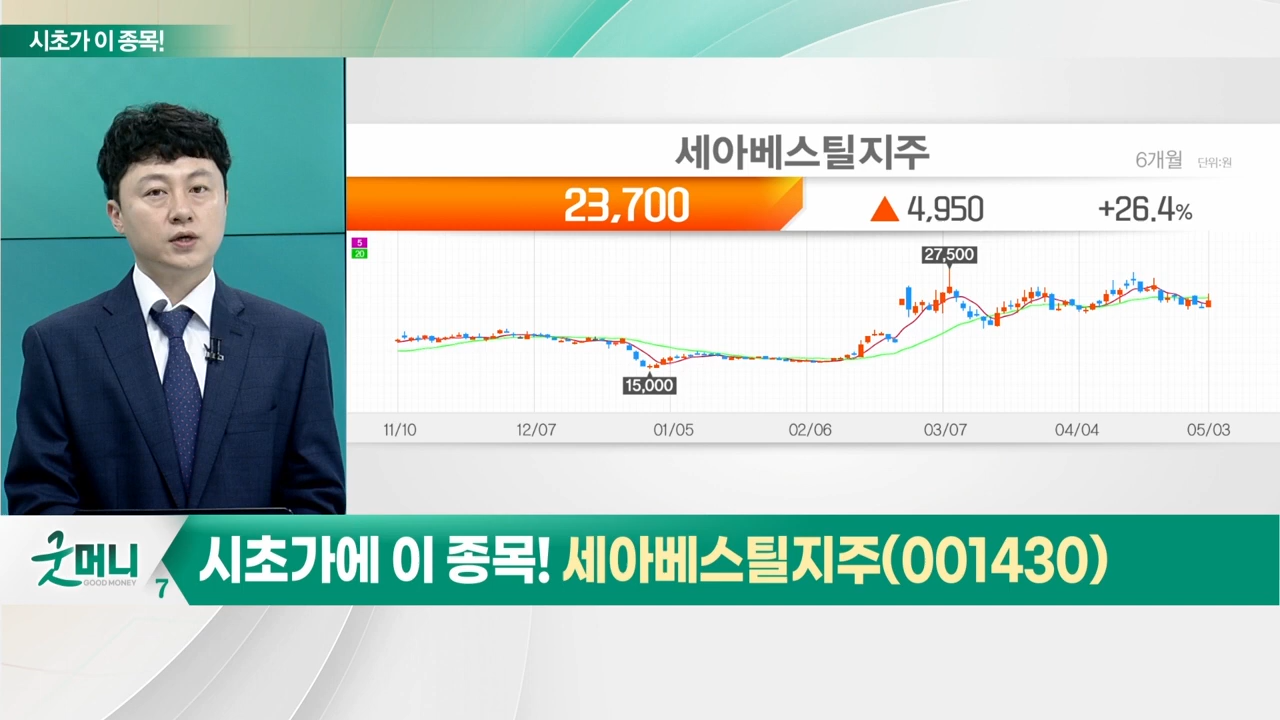 시초가 이 종목!
세아베스틸지주
6개월 단위:원
23,700 ▲ 4,950 +26.4%
5
20
27,500
15,000
11/10 12/07 01/05 02/06 03/07 04/04 05/03
굿머니
GOOD MONEY
7
시초가에 이 종목! 세아베스틸지주(001430)